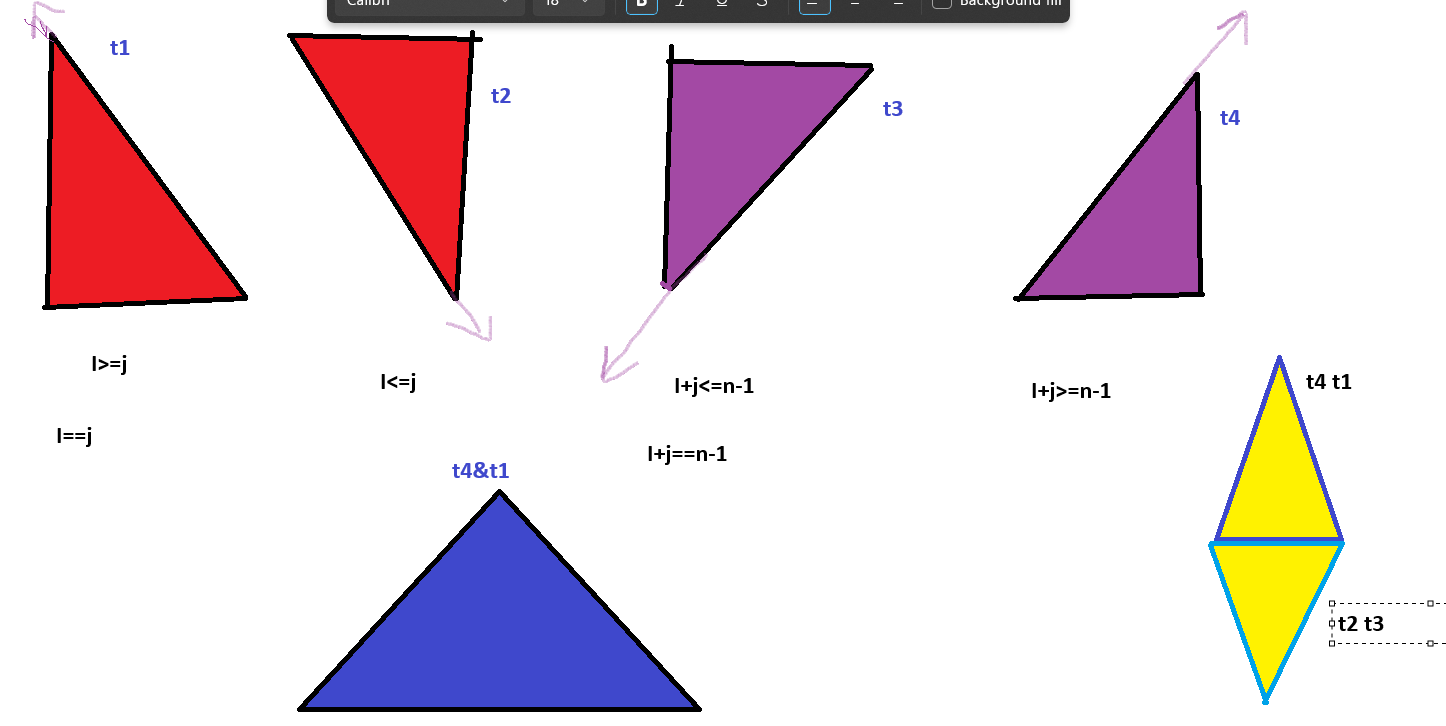 Calibri
18
B I U S
Background fill
t1
t2
t3
t4
I>=j
I<=j
I+j<=n-1
I+j>=n-1
t4 t1
I==j
I+j==n-1
t4&t1
t2 t3